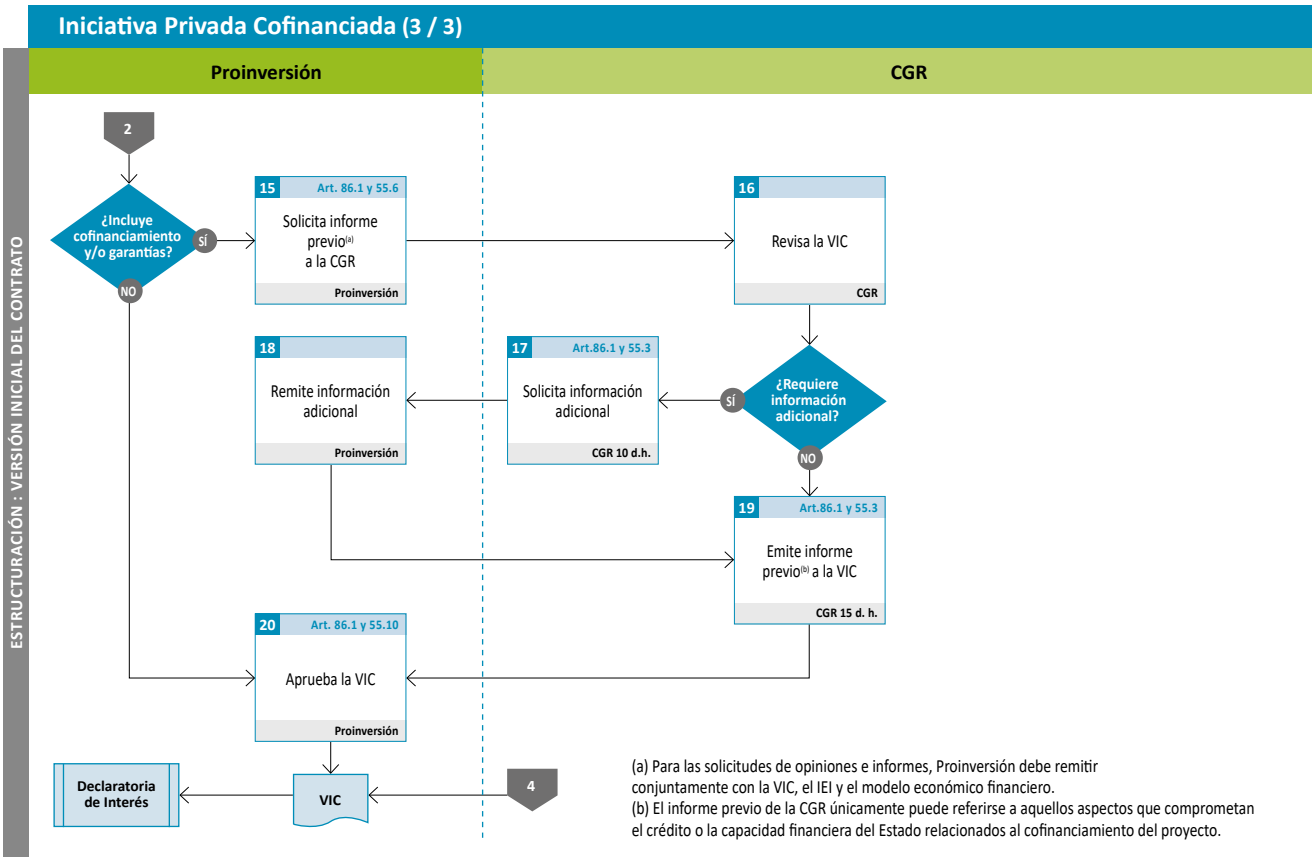 Iniciativa Privada Cofinanciada (3 / 3)
Proinversión
CGR
ESTRUCTURACIÓN : VERSIÓN INICIAL DEL CONTRATO
2
¿Incluye
cofinanciamiento
y/o garantías?
SÍ
NO
15 Art. 86.1 y 55.6
Solicita informe
previo(a)
a la CGR
Proinversión
16
Revisa la VIC
CGR
18
Remite información
adicional
Proinversión
17 Art.86.1 y 55.3
Solicita información
adicional
CGR 10 d.h.
¿Requiere
información
adicional?
SÍ
NO
19 Art.86.1 y 55.3
Emite informe
previo(b) a la VIC
CGR 15 d. h.
20 Art. 86.1 y 55.10
Aprueba la VIC
Proinversión
Declaratoria
de Interés
VIC
4
(a) Para las solicitudes de opiniones e informes, Proinversión debe remitir
conjuntamente con la VIC, el IEI y el modelo económico financiero.
(b) El informe previo de la CGR únicamente puede referirse a aquellos aspectos que comprometan
el crédito o la capacidad financiera del Estado relacionados al cofinanciamiento del proyecto.